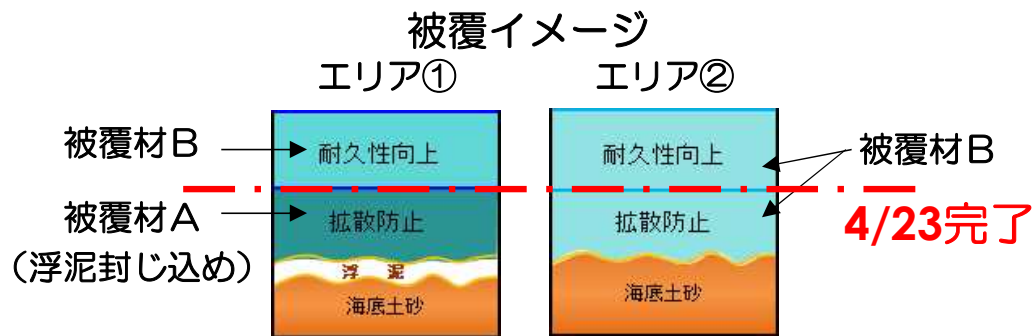 被覆イメージ
エリア① エリア②
被覆材B 耐久性向上 耐久性向上 被覆材B
被覆材A 拡散防止 拡散防止 4/23完了
（浮泥封じ込め） 浮 泥
海底土砂 海底土砂